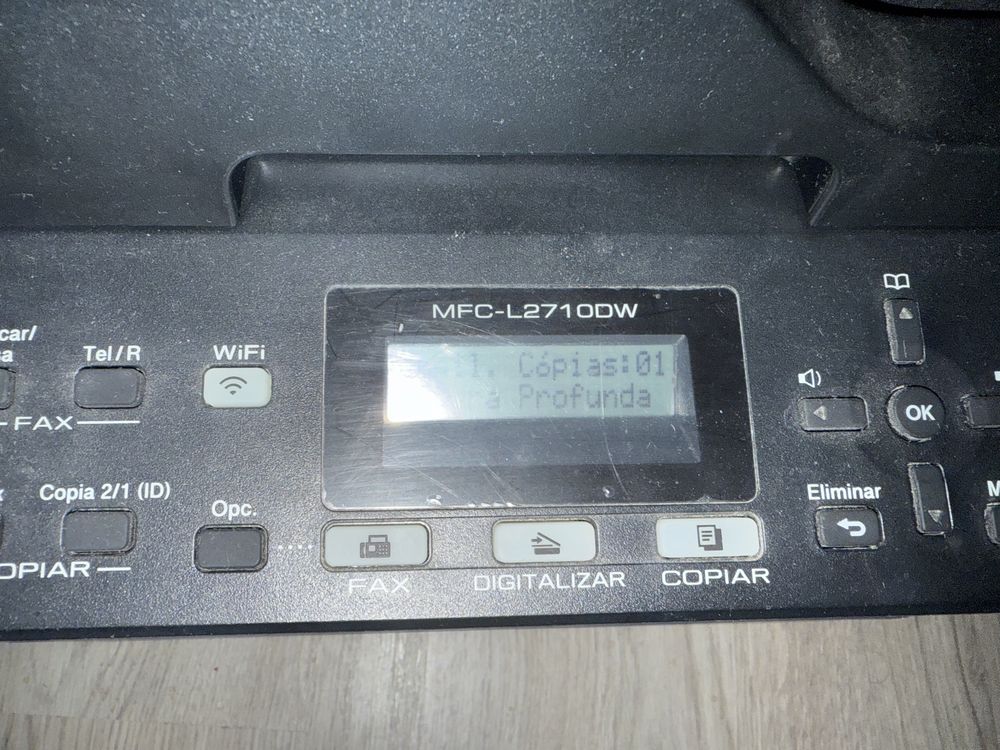 MFC-L2710DW
1. Cópias:01
Profunda
car/
Tel/R
WiFi
FAX
Copia 2/1 (ID)
Opc.
OPIAR
FAX
DIGITALIZAR
COPIAR
OK
Eliminar
M